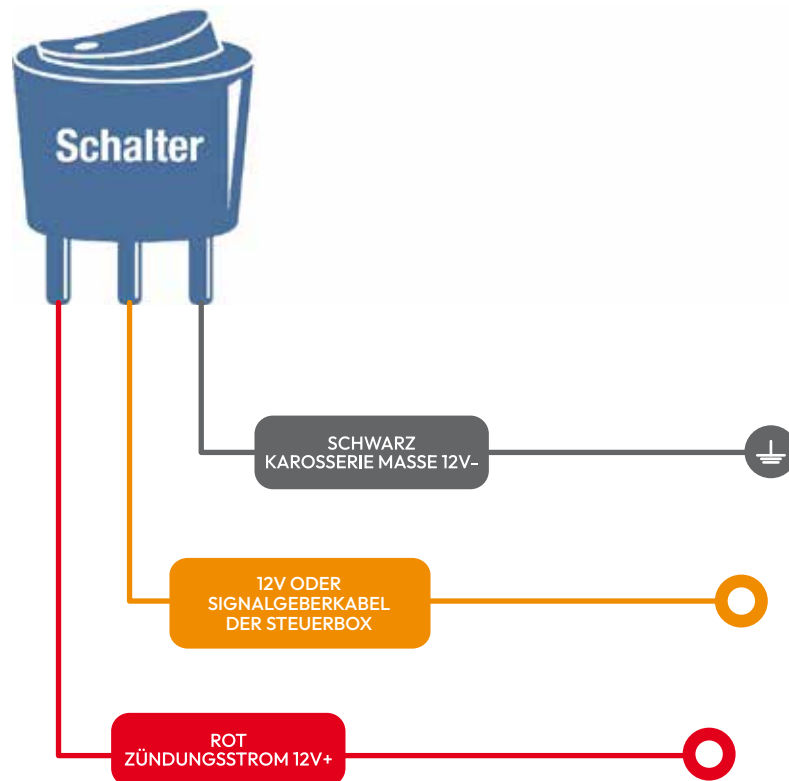 Schalter
SCHWARZ
KAROSSERIE MASSE 12V-
12V ODER
SIGNALGEBERKABEL
DER STEUERBOX
ROT
ZÜNDUNGSSTROM 12V+